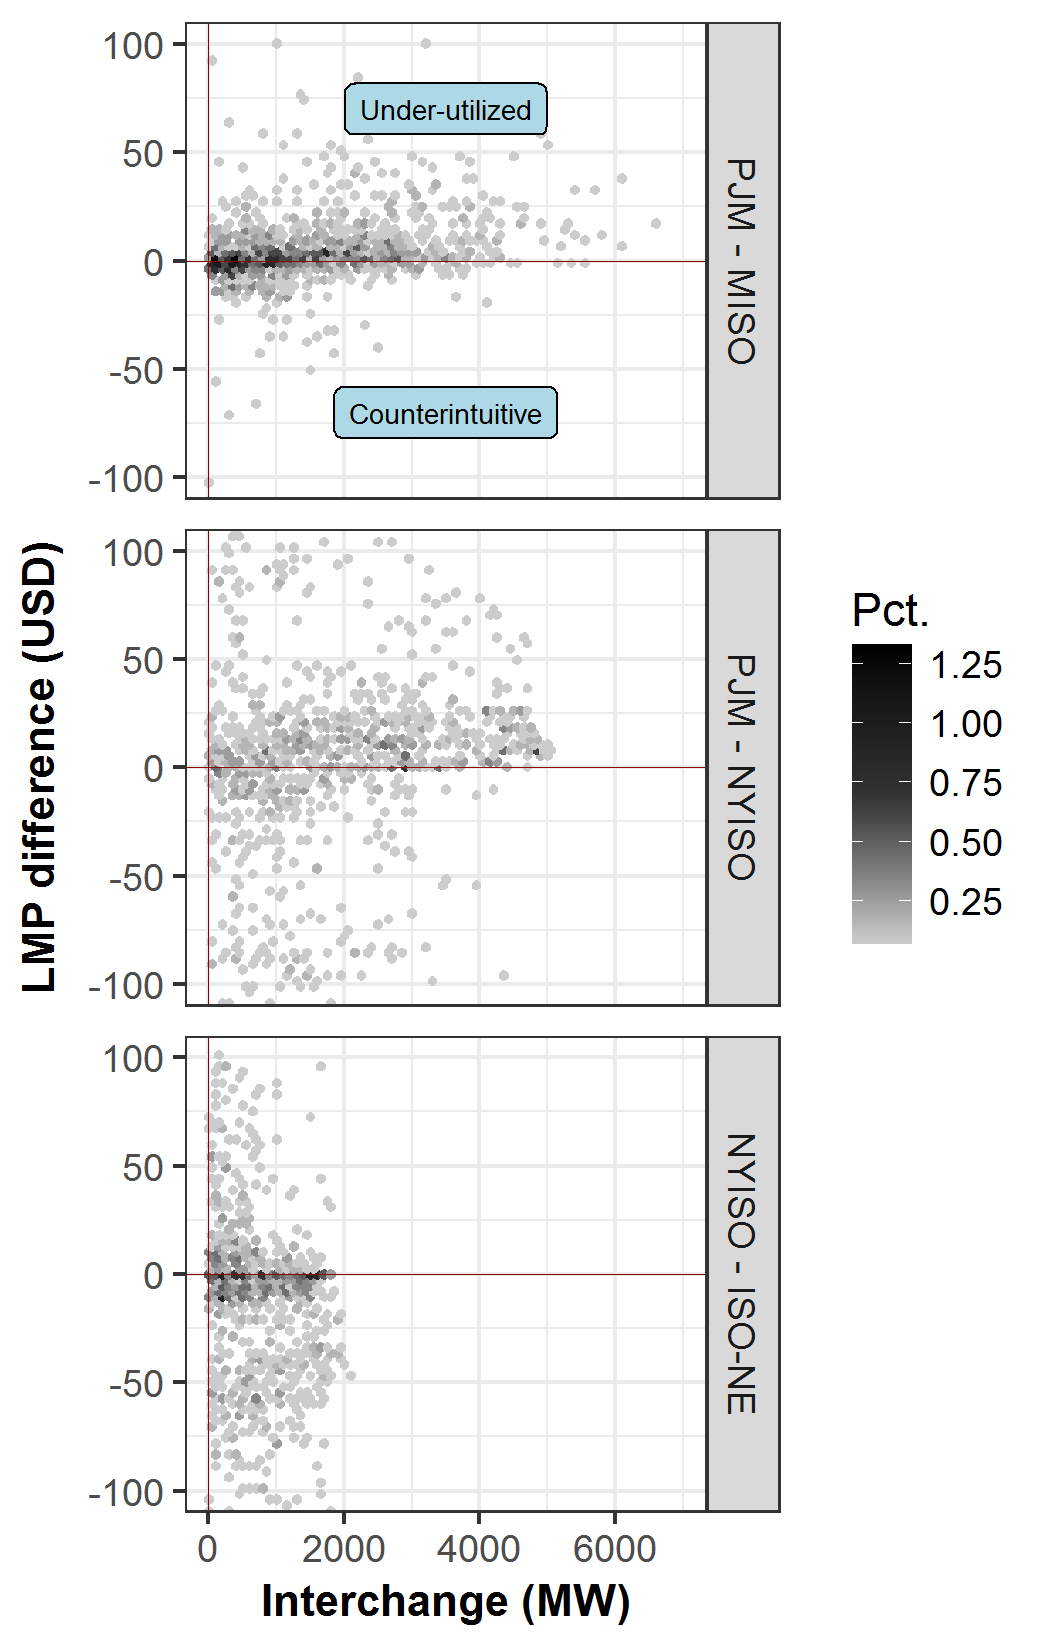 100
50
0
-50
-100
Under-utilized
Counterintuitive
PJM - MISO
100
50
0
-50
-100
PJM - NYISO
100
50
0
-50
-100
NYISO - ISO-NE
LMP difference (USD)
0 2000 4000 6000
Interchange (MW)
Pct.
1.25
1.00
0.75
0.50
0.25